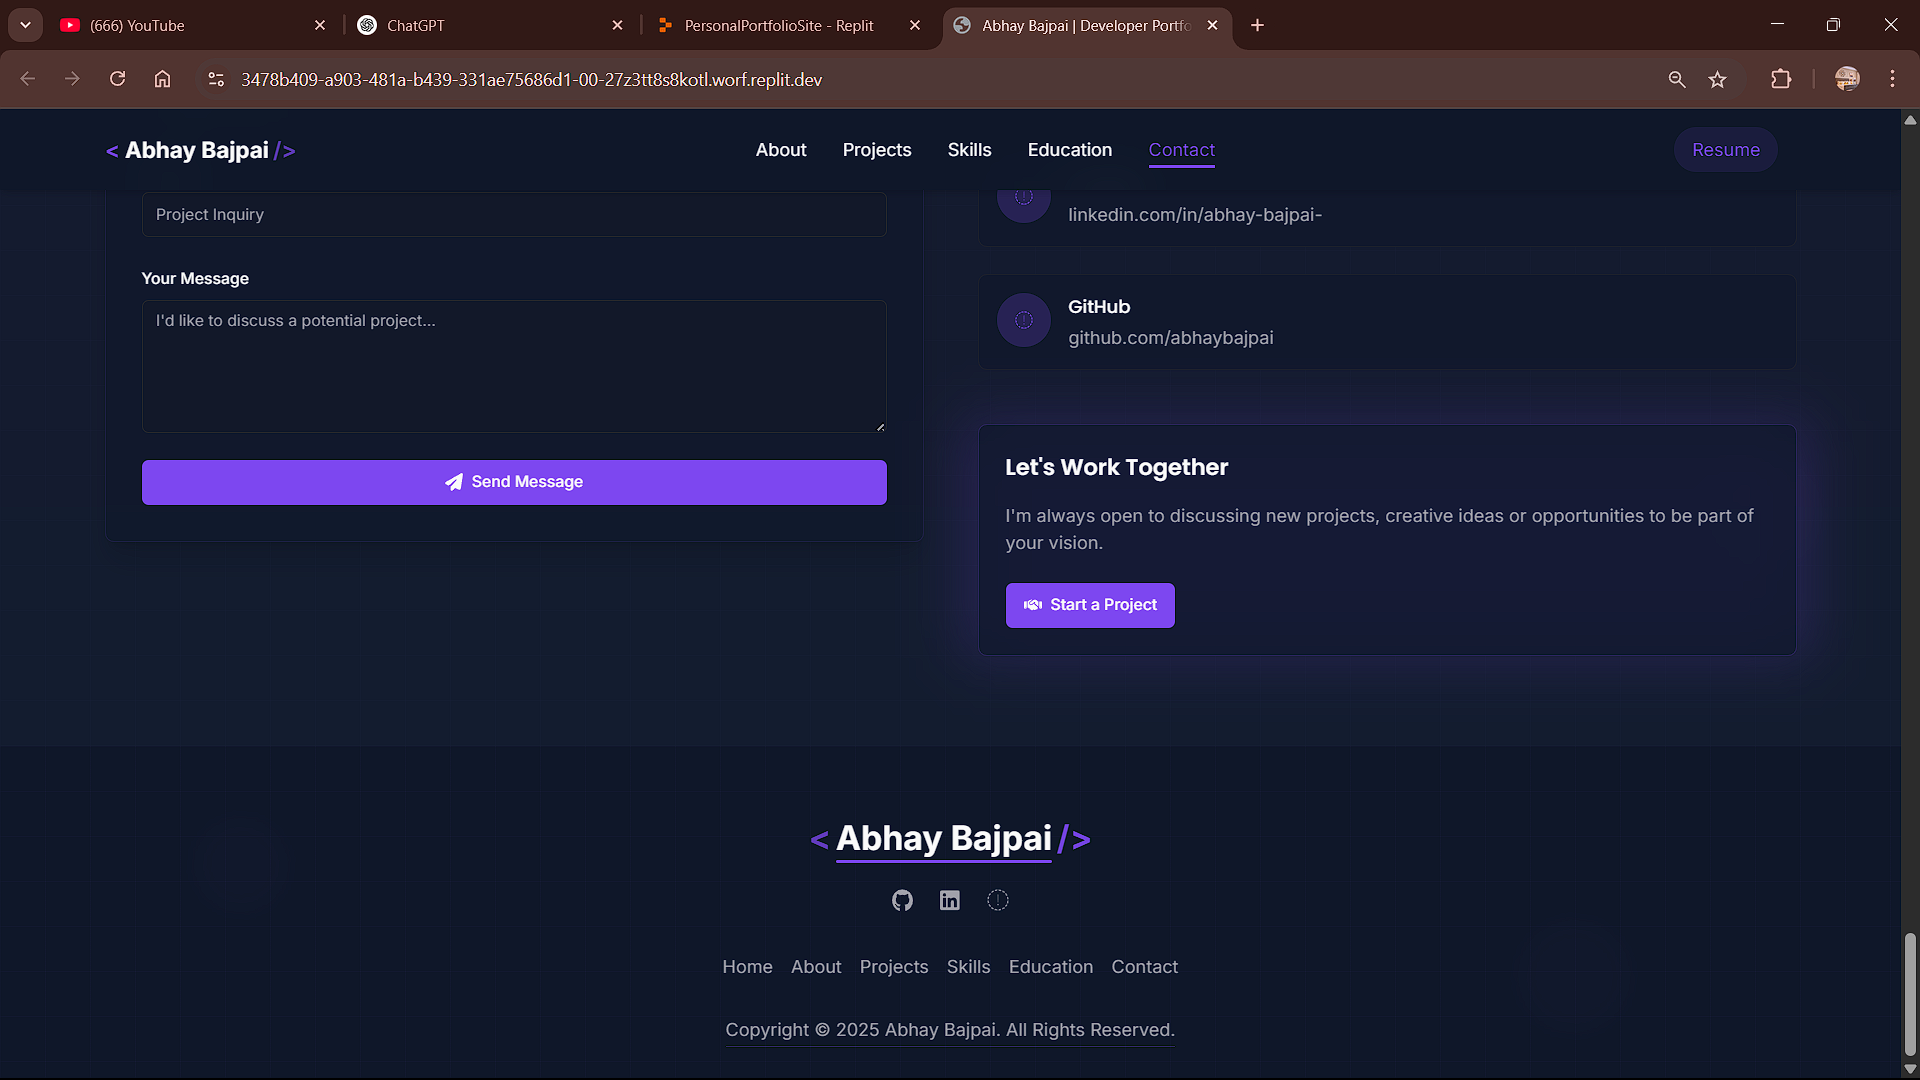 (666) YouTube
ChatGPT
PersonalPortfolioSite - Replit
Abhay Bajpai | Developer Portfo
3478b409-a903-481a-b439-331ae75686d1-00-27z3tt8s8kotl.worf.replit.dev
< Abhay Bajpai />
About
Projects
Skills
Education
Contact
Resume
Project Inquiry
Your Message
I'd like to discuss a potential project...
Send Message
linkedin.com/in/abhay-bajpai-
GitHub
github.com/abhaybajpai
Let's Work Together
I'm always open to discussing new projects, creative ideas or opportunities to be part of
your vision.
Start a Project
< Abhay Bajpai />
Home About Projects Skills Education Contact
Copyright © 2025 Abhay Bajpai. All Rights Reserved.